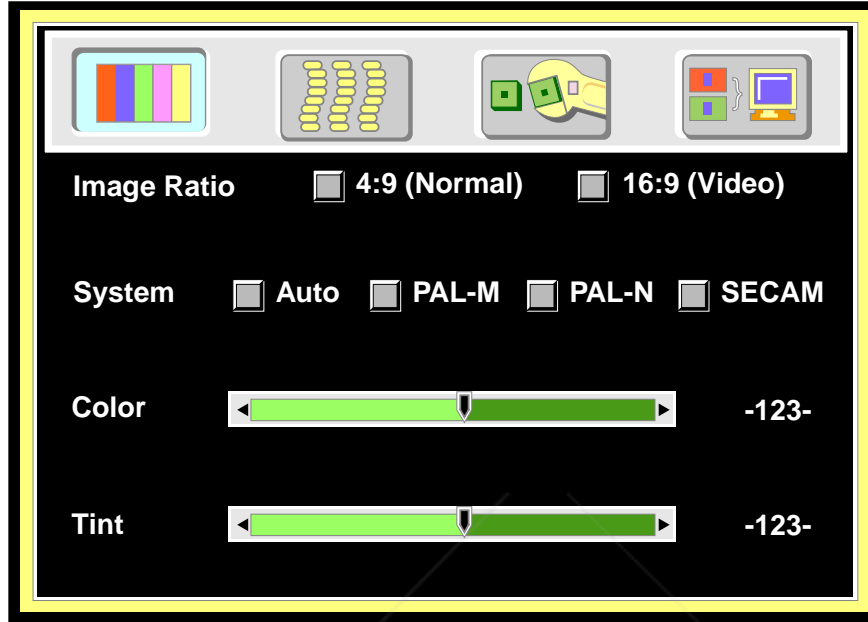 Image Ratio 4:9 (Normal) 16:9 (Video)
System Auto PAL-M PAL-N SECAM
Color -123-
Tint -123-